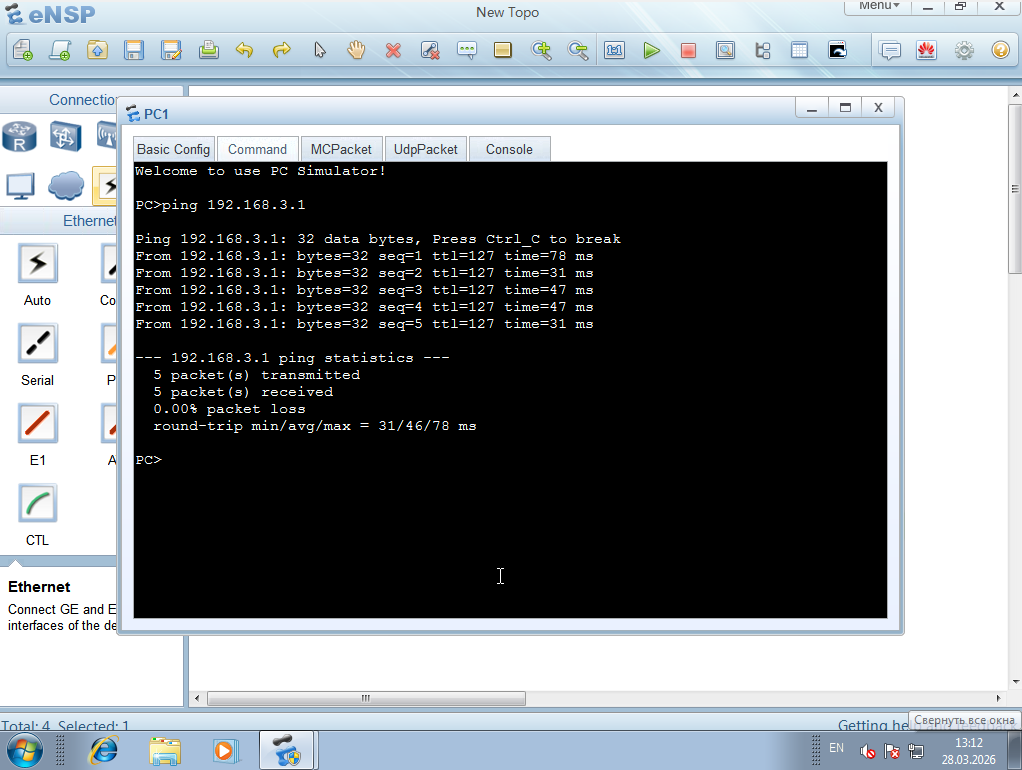 eNSP
New Topo
Menu
Connectio
PC1
Basic Config
Command
MCPacket
UdpPacket
Console
Welcome to use PC Simulator!
PC>ping 192.168.3.1
Ping 192.168.3.1: 32 data bytes, Press Ctrl_C to break
From 192.168.3.1: bytes=32 seq=1 ttl=127 time=78 ms
From 192.168.3.1: bytes=32 seq=2 ttl=127 time=31 ms
From 192.168.3.1: bytes=32 seq=3 ttl=127 time=47 ms
From 192.168.3.1: bytes=32 seq=4 ttl=127 time=47 ms
From 192.168.3.1: bytes=32 seq=5 ttl=127 time=31 ms
--- 192.168.3.1 ping statistics ---
5 packet(s) transmitted
5 packet(s) received
0.00% packet loss
round-trip min/avg/max = 31/46/78 ms
PC>
R
Ethernet
Auto
Co
Serial
P
E1
A
CTL
Ethernet
Connect GE and E
interfaces of the de
Total: 4 Selected: 1
Getting help and feedback
Свернуть все окна
EN
13:12
28.03.2026